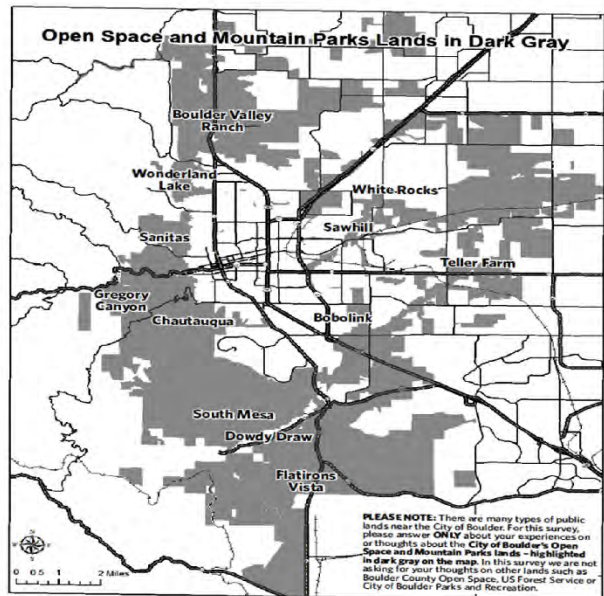 Open Space and Mountain Parks Lands in Dark Gray
Boulder Valley
Ranch
Wonderland
Lake
White Rocks
Sanitas
Sawhill
Teller Farm
Gregory
Canyon
Chautauqua
Bobolink
South Mesa
Dowdy Draw
Flatirons
Vista
PLEASE NOTE: There are many types of public
lands near the City of Boulder. For this survey,
please answer ONLY about your experiences on
or thoughts about the City of Boulder's Open
Space and Mountain Parks lands – highlighted
in dark gray on the map. In this survey we are not
asking for your thoughts on other lands such as
Boulder County Open Space, US Forest Service or
City of Boulder Parks and Recreation.
0 0.5 1 2 Miles